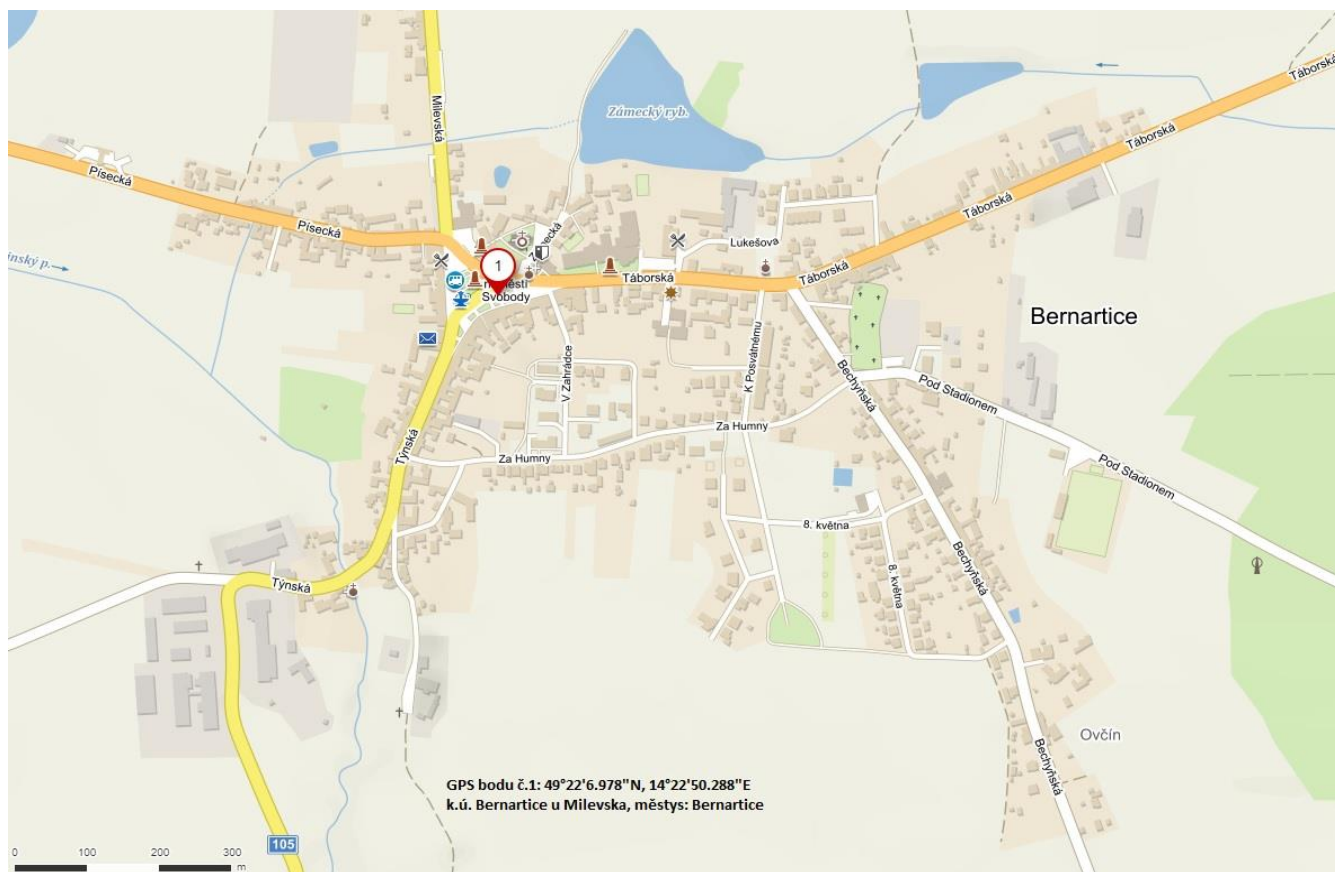 Táborská
Milevská
Zámecký ryb.
Táborská
Písecká
Táborská
Písecká
Lukešova
1
Táborská
Táborská
Svobody
Bernartice
K Posvátnému
V Zahrádce
Bechyňská
Pod Stadionem
Za Humny
Týnská
Za Humny
Pod Stadionem
8. května
Bechyňská
8. května
Týnská
Ovčín
Bechyňská
GPS bodu č.1: 49°22'6.978"N, 14°22'50.288"E
k.ú. Bernartice u Milevska, městys: Bernartice
105
0 100 200 300
m